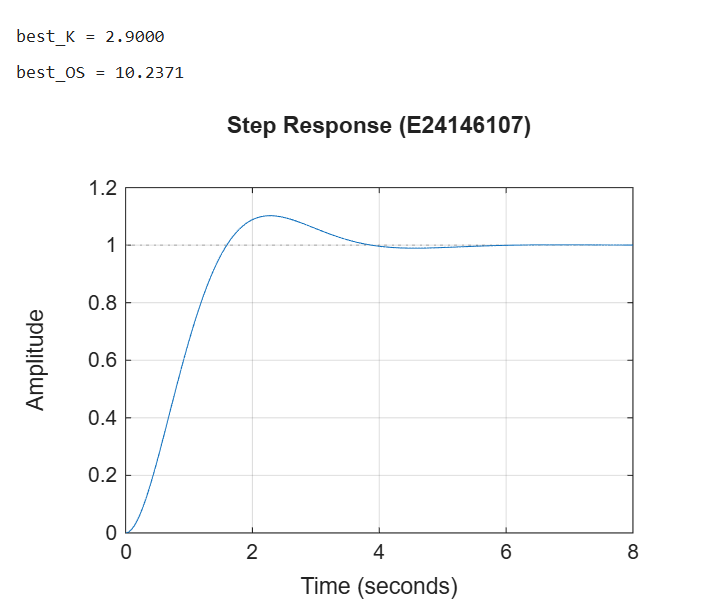 best_K = 2.9000
best_OS = 10.2371
Step Response (E24146107)
1.2
1
0.8
0.6
0.4
0.2
0
Amplitude
0 2 4 6 8
Time (seconds)